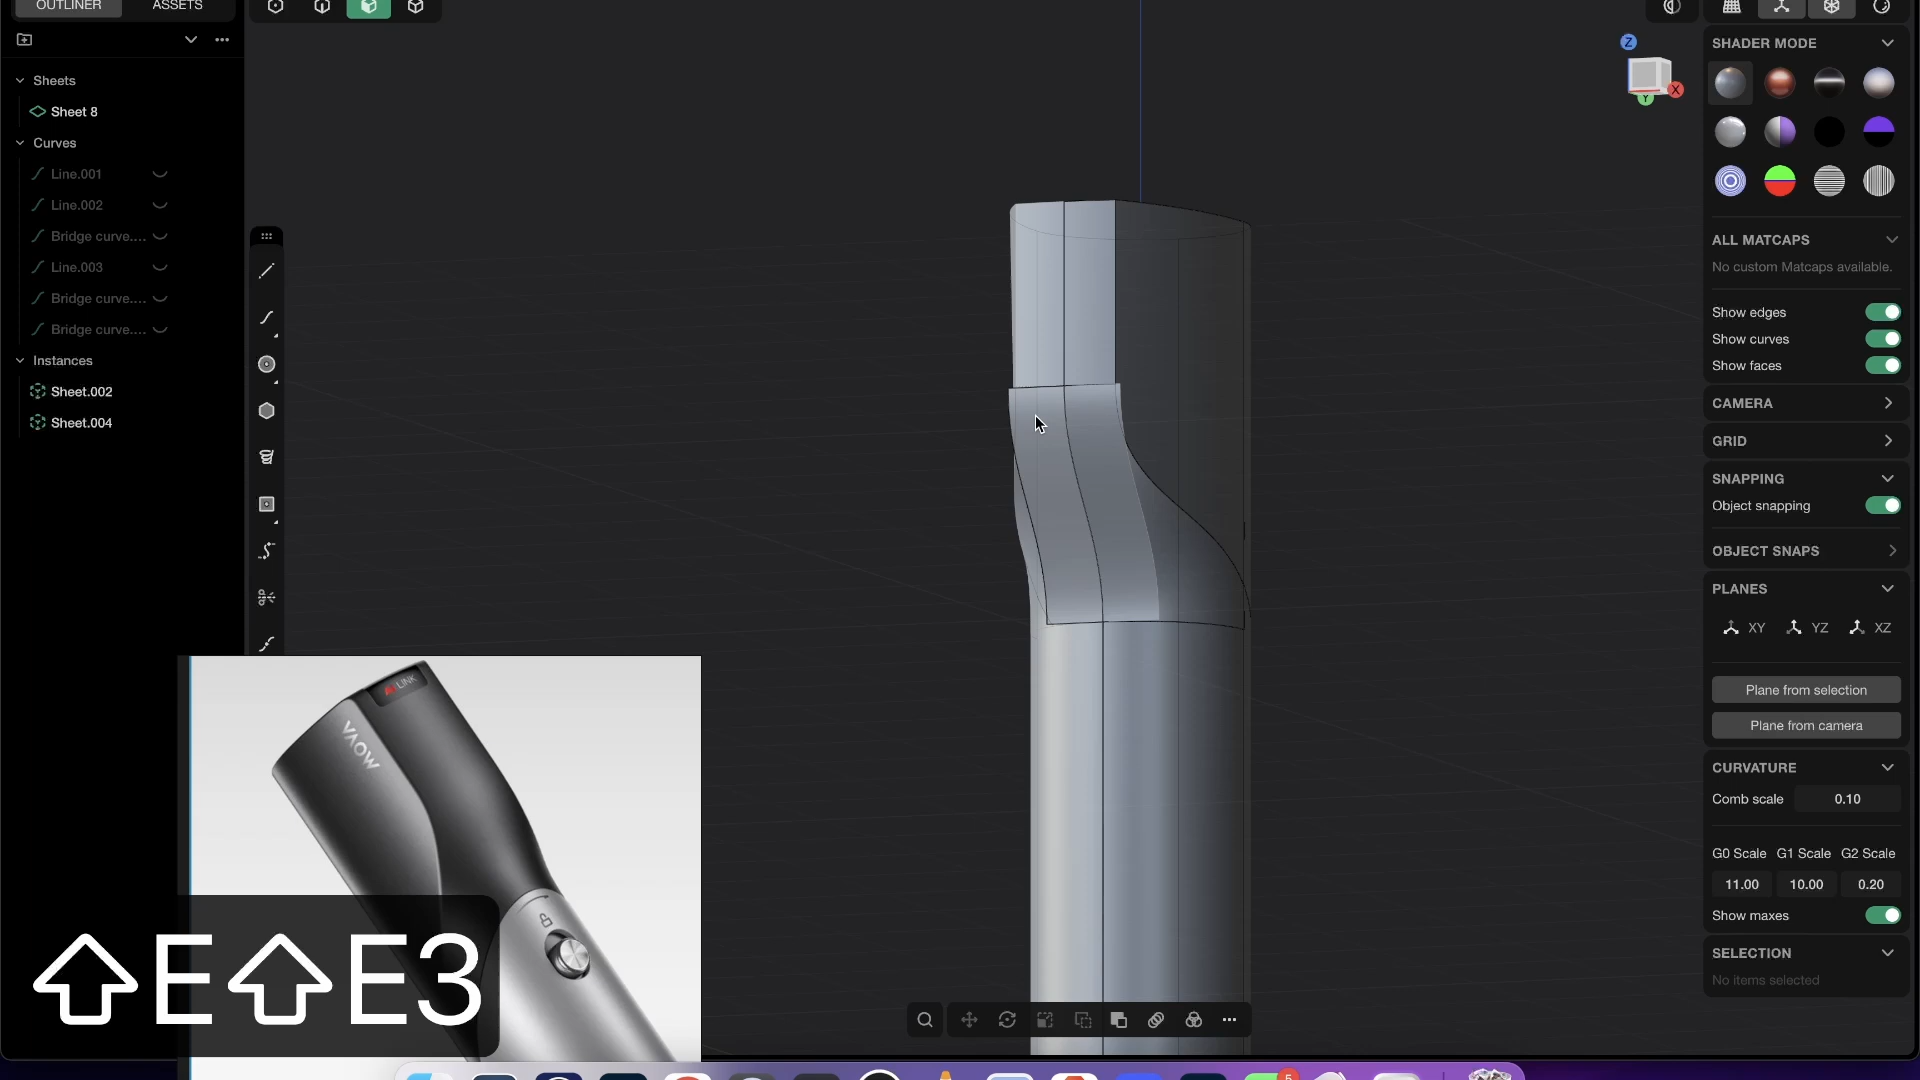 OUTLINER
ASSETS
Sheets
Sheet 8
Curves
Line.001
Line.002
Bridge curve....
Line.003
Bridge curve....
Bridge curve....
Instances
Sheet.002
Sheet.004
Z
X
Y
SHADER MODE
ALL MATCAPS
No custom Matcaps available.
Show edges
Show curves
Show faces
CAMERA
GRID
SNAPPING
Object snapping
OBJECT SNAPS
PLANES
XY
YZ
XZ
Plane from selection
Plane from camera
CURVATURE
Comb scale
0.10
G0 Scale
G1 Scale
G2 Scale
11.00
10.00
0.20
Show maxes
SELECTION
No items selected
LINK
⇧E⇧E3
5